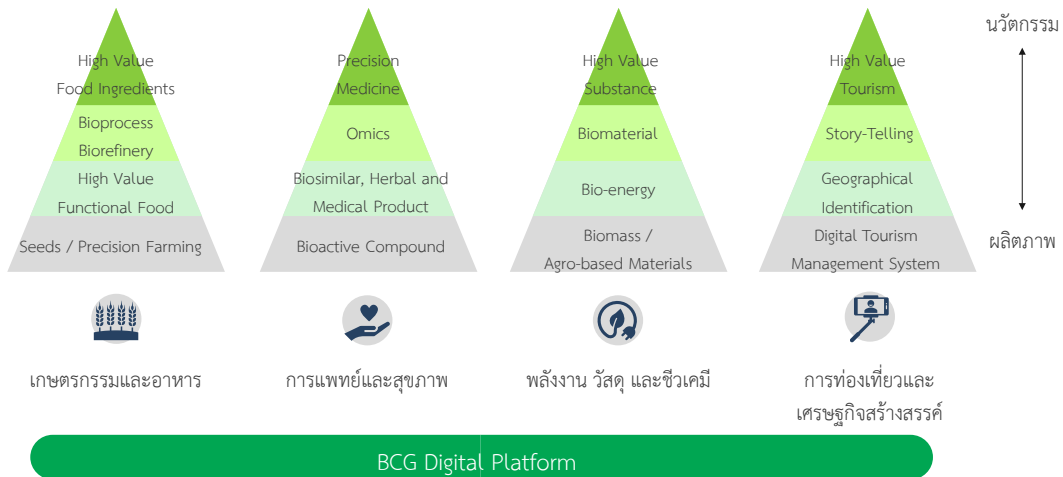 High Value
Food Ingredients
Bioprocess
Biorefinery
High Value
Functional Food
Seeds / Precision Farming
เกษตรกรรมและอาหาร
Precision
Medicine
Omics
Biosimilar, Herbal and
Medical Product
Bioactive Compound
การแพทย์และสุขภาพ
High Value
Substance
Biomaterial
Bio-energy
Biomass /
Agro-based Materials
พลังงาน วัสดุ และชีวเคมี
High Value
Tourism
Story-Telling
Geographical
Identification
Digital Tourism
Management System
การท่องเที่ยวและ
เศรษฐกิจสร้างสรรค์
นวัตกรรม
ผลิตภาพ
BCG Digital Platform